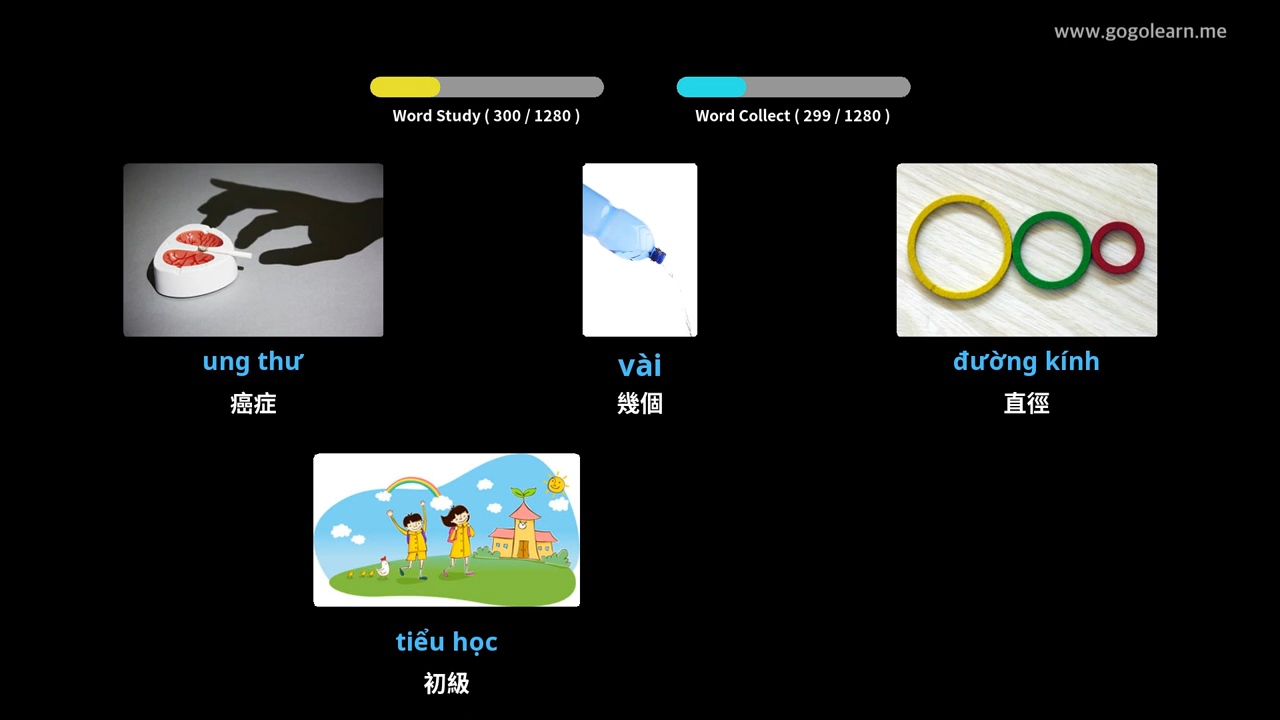 www.gogolearn.me
Word Study ( 300 / 1280 )
Word Collect ( 299 / 1280 )
ung thư
癌症
vài
幾個
đường kính
直徑
tiểu học
初級